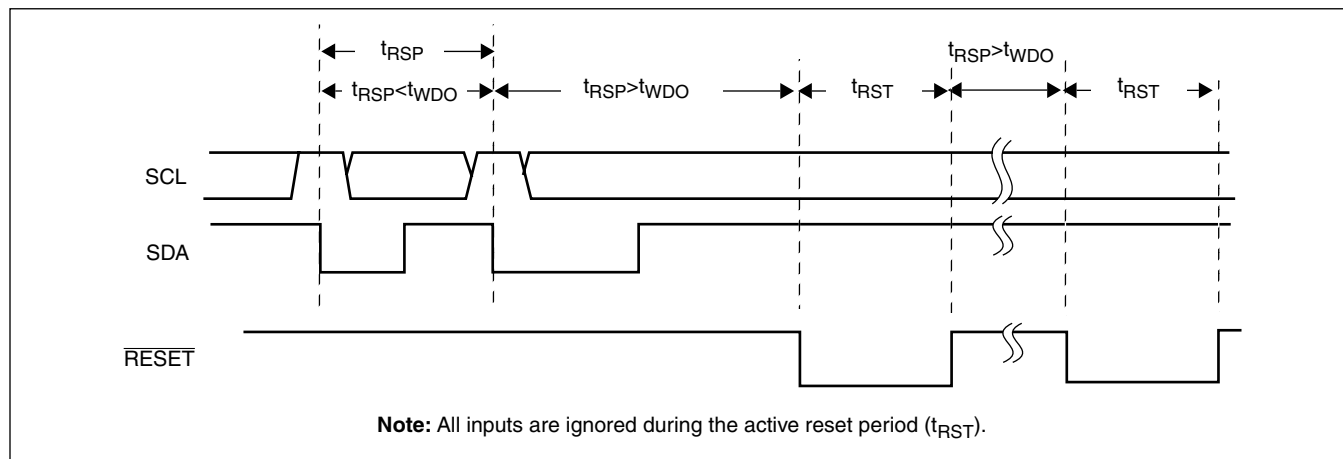 tRSP
tRSP<tWDO
tRSP>tWDO
tRST
tRSP>tWDO
tRST
SCL
SDA
RESET
Note: All inputs are ignored during the active reset period (tRST).